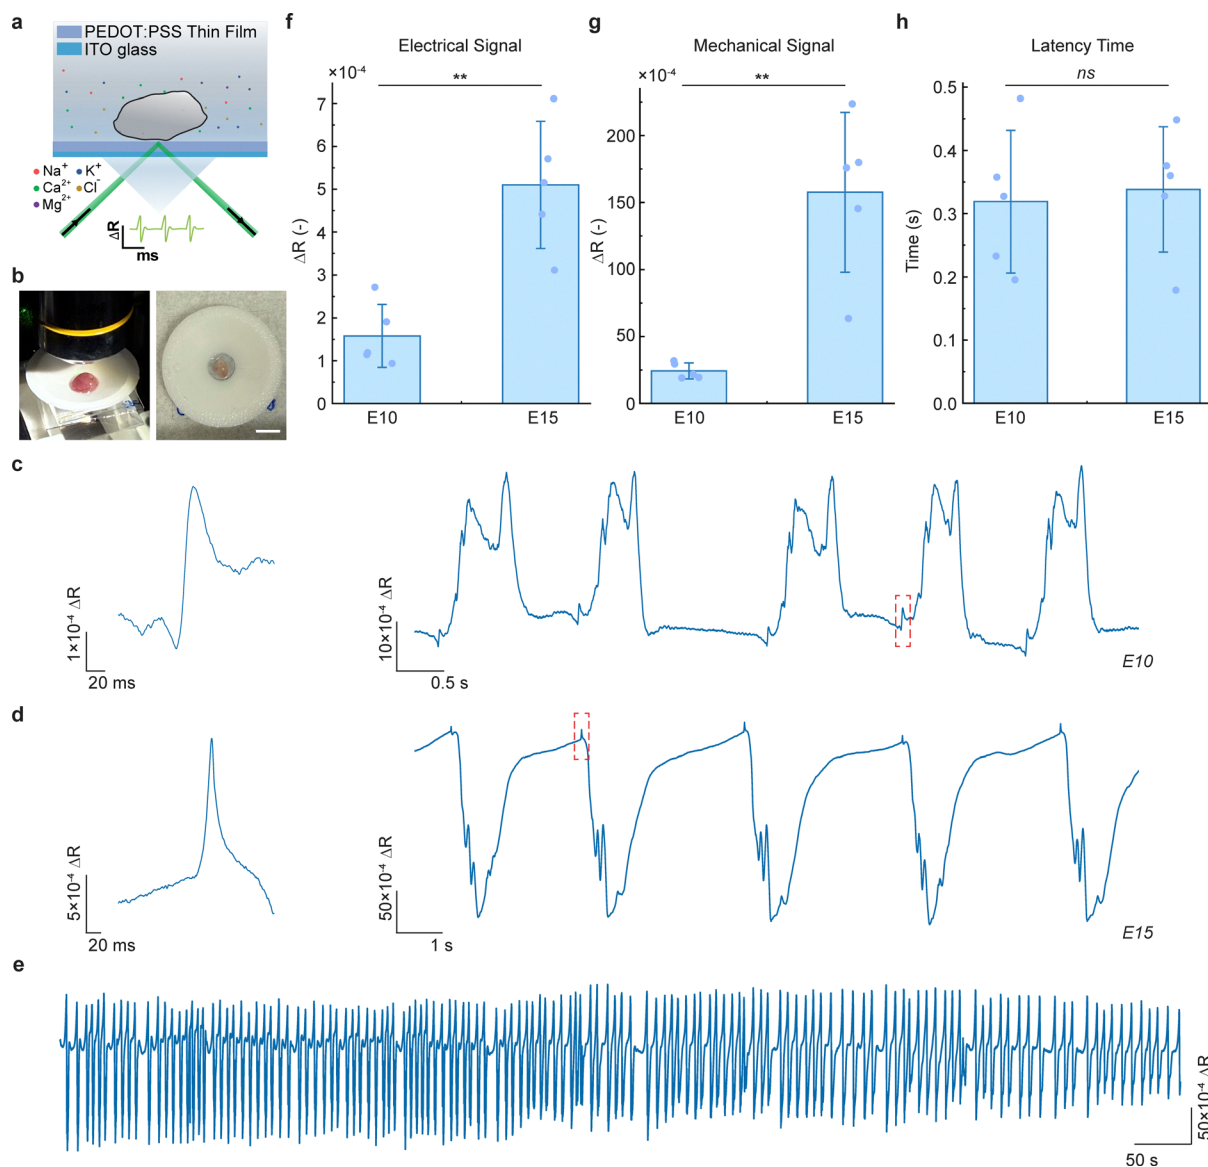 a
PEDOT:PSS Thin Film
ITO glass
Na⁺ K⁺
Ca²⁺ Cl⁻
Mg²⁺
ΔR
ms
b
f
Electrical Signal
×10⁻⁴
**
7
6
5
4
3
2
1
0
ΔR (-)
E10 E15
g
Mechanical Signal
×10⁻⁴
**
200
150
100
50
0
ΔR (-)
E10 E15
h
Latency Time
ns
0.5
0.4
0.3
0.2
0.1
0.0
Time (s)
E10 E15
c
1×10⁻⁴ ΔR
20 ms
10×10⁻⁴ ΔR
0.5 s
E10
d
5×10⁻⁴ ΔR
20 ms
50×10⁻⁴ ΔR
1 s
E15
e
50×10⁻⁴ ΔR
50 s